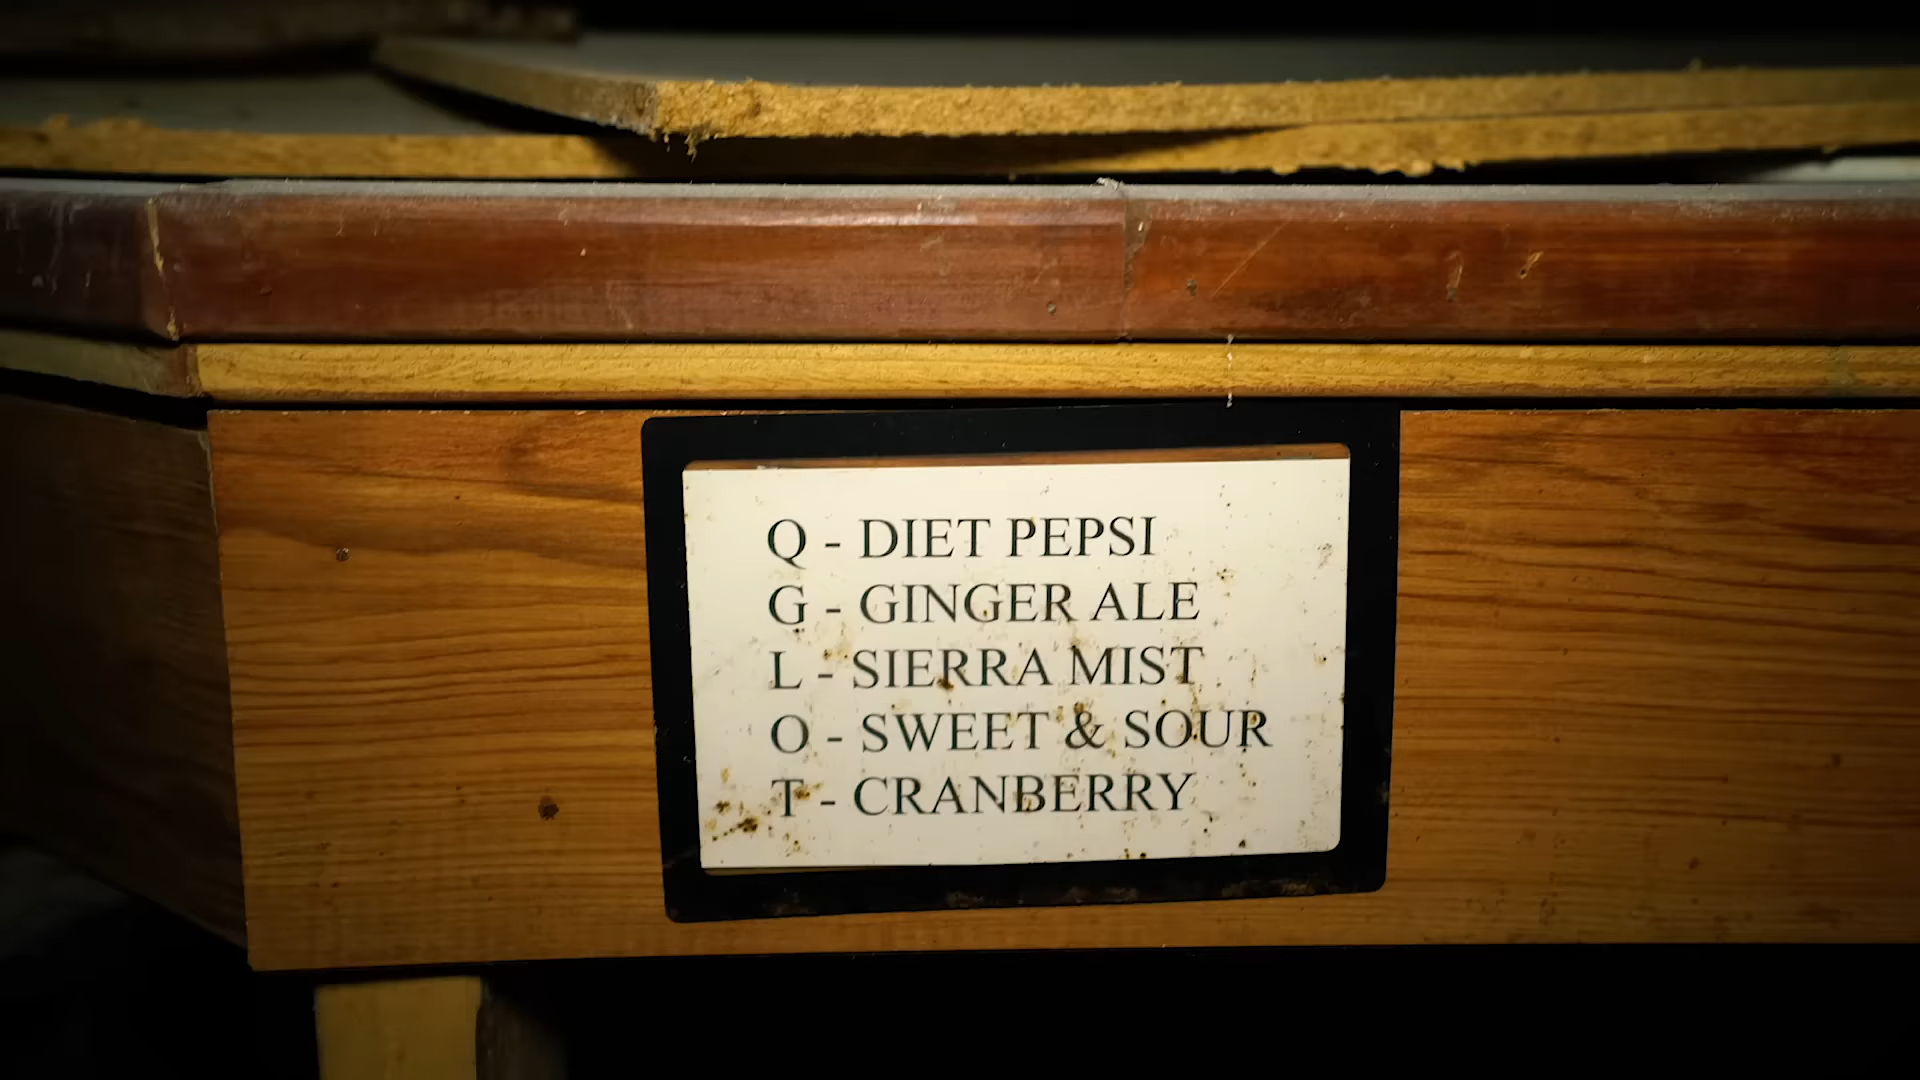 Q - DIET PEPSI
G - GINGER ALE
L - SIERRA MIST
O - SWEET & SOUR
T - CRANBERRY